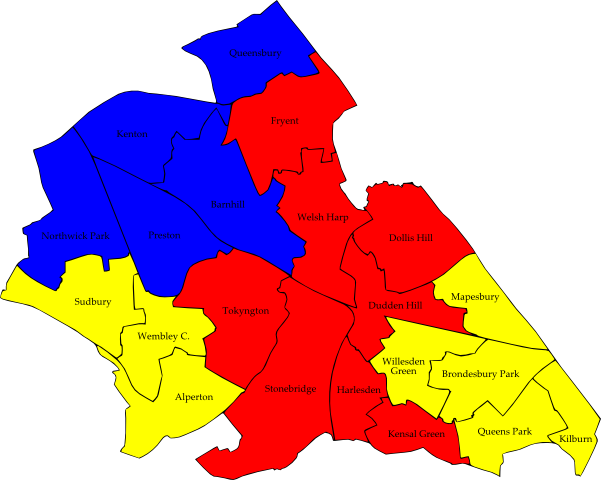 Queensbury
Fryent
Kenton
Barnhill
Welsh Harp
Northwick Park
Preston
Dollis Hill
Sudbury
Mapesbury
Tokyngton
Dudden Hill
Wembley C.
Willesden
Green
Brondesbury Park
Alperton
Stonebridge
Harlesden
Kensal Green
Queens Park
Kilburn